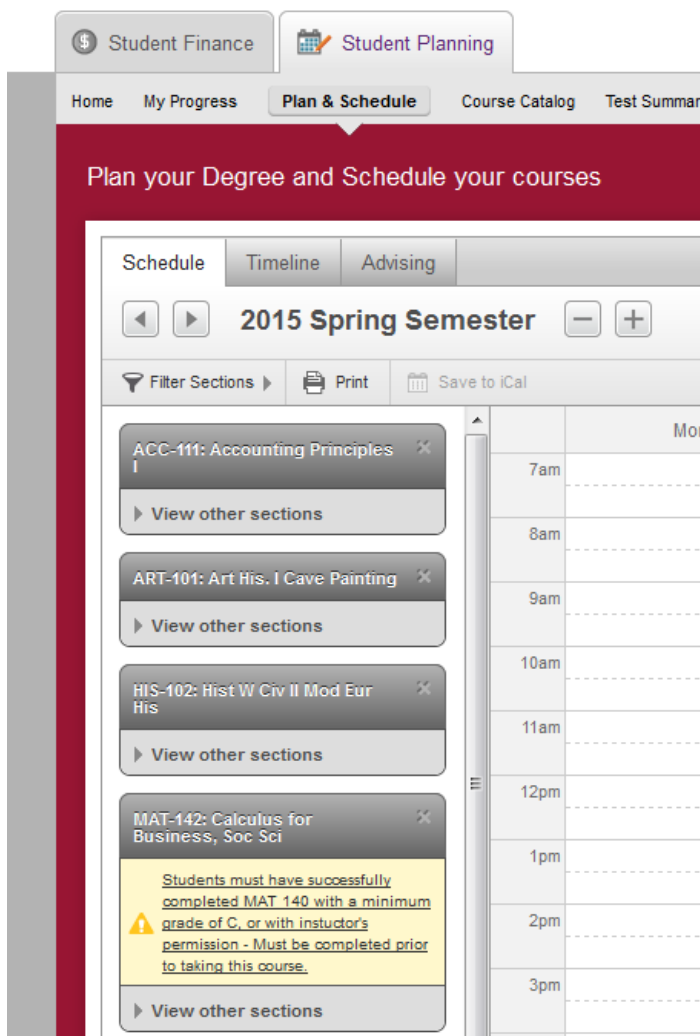 Student Finance
Student Planning
Home My Progress Plan & Schedule Course Catalog Test Summar
Plan your Degree and Schedule your courses
Schedule Timeline Advising
2015 Spring Semester
Filter Sections Print Save to iCal
ACC-111: Accounting Principles
I
View other sections
ART-101: Art His. I Cave Painting
View other sections
HIS-102: Hist W Civ II Mod Eur
His
View other sections
MAT-142: Calculus for
Business, Soc Sci
Students must have successfully
completed MAT 140 with a minimum
grade of C, or with instuctor's
permission - Must be completed prior
to taking this course.
View other sections
Mon
7am
8am
9am
10am
11am
12pm
1pm
2pm
3pm